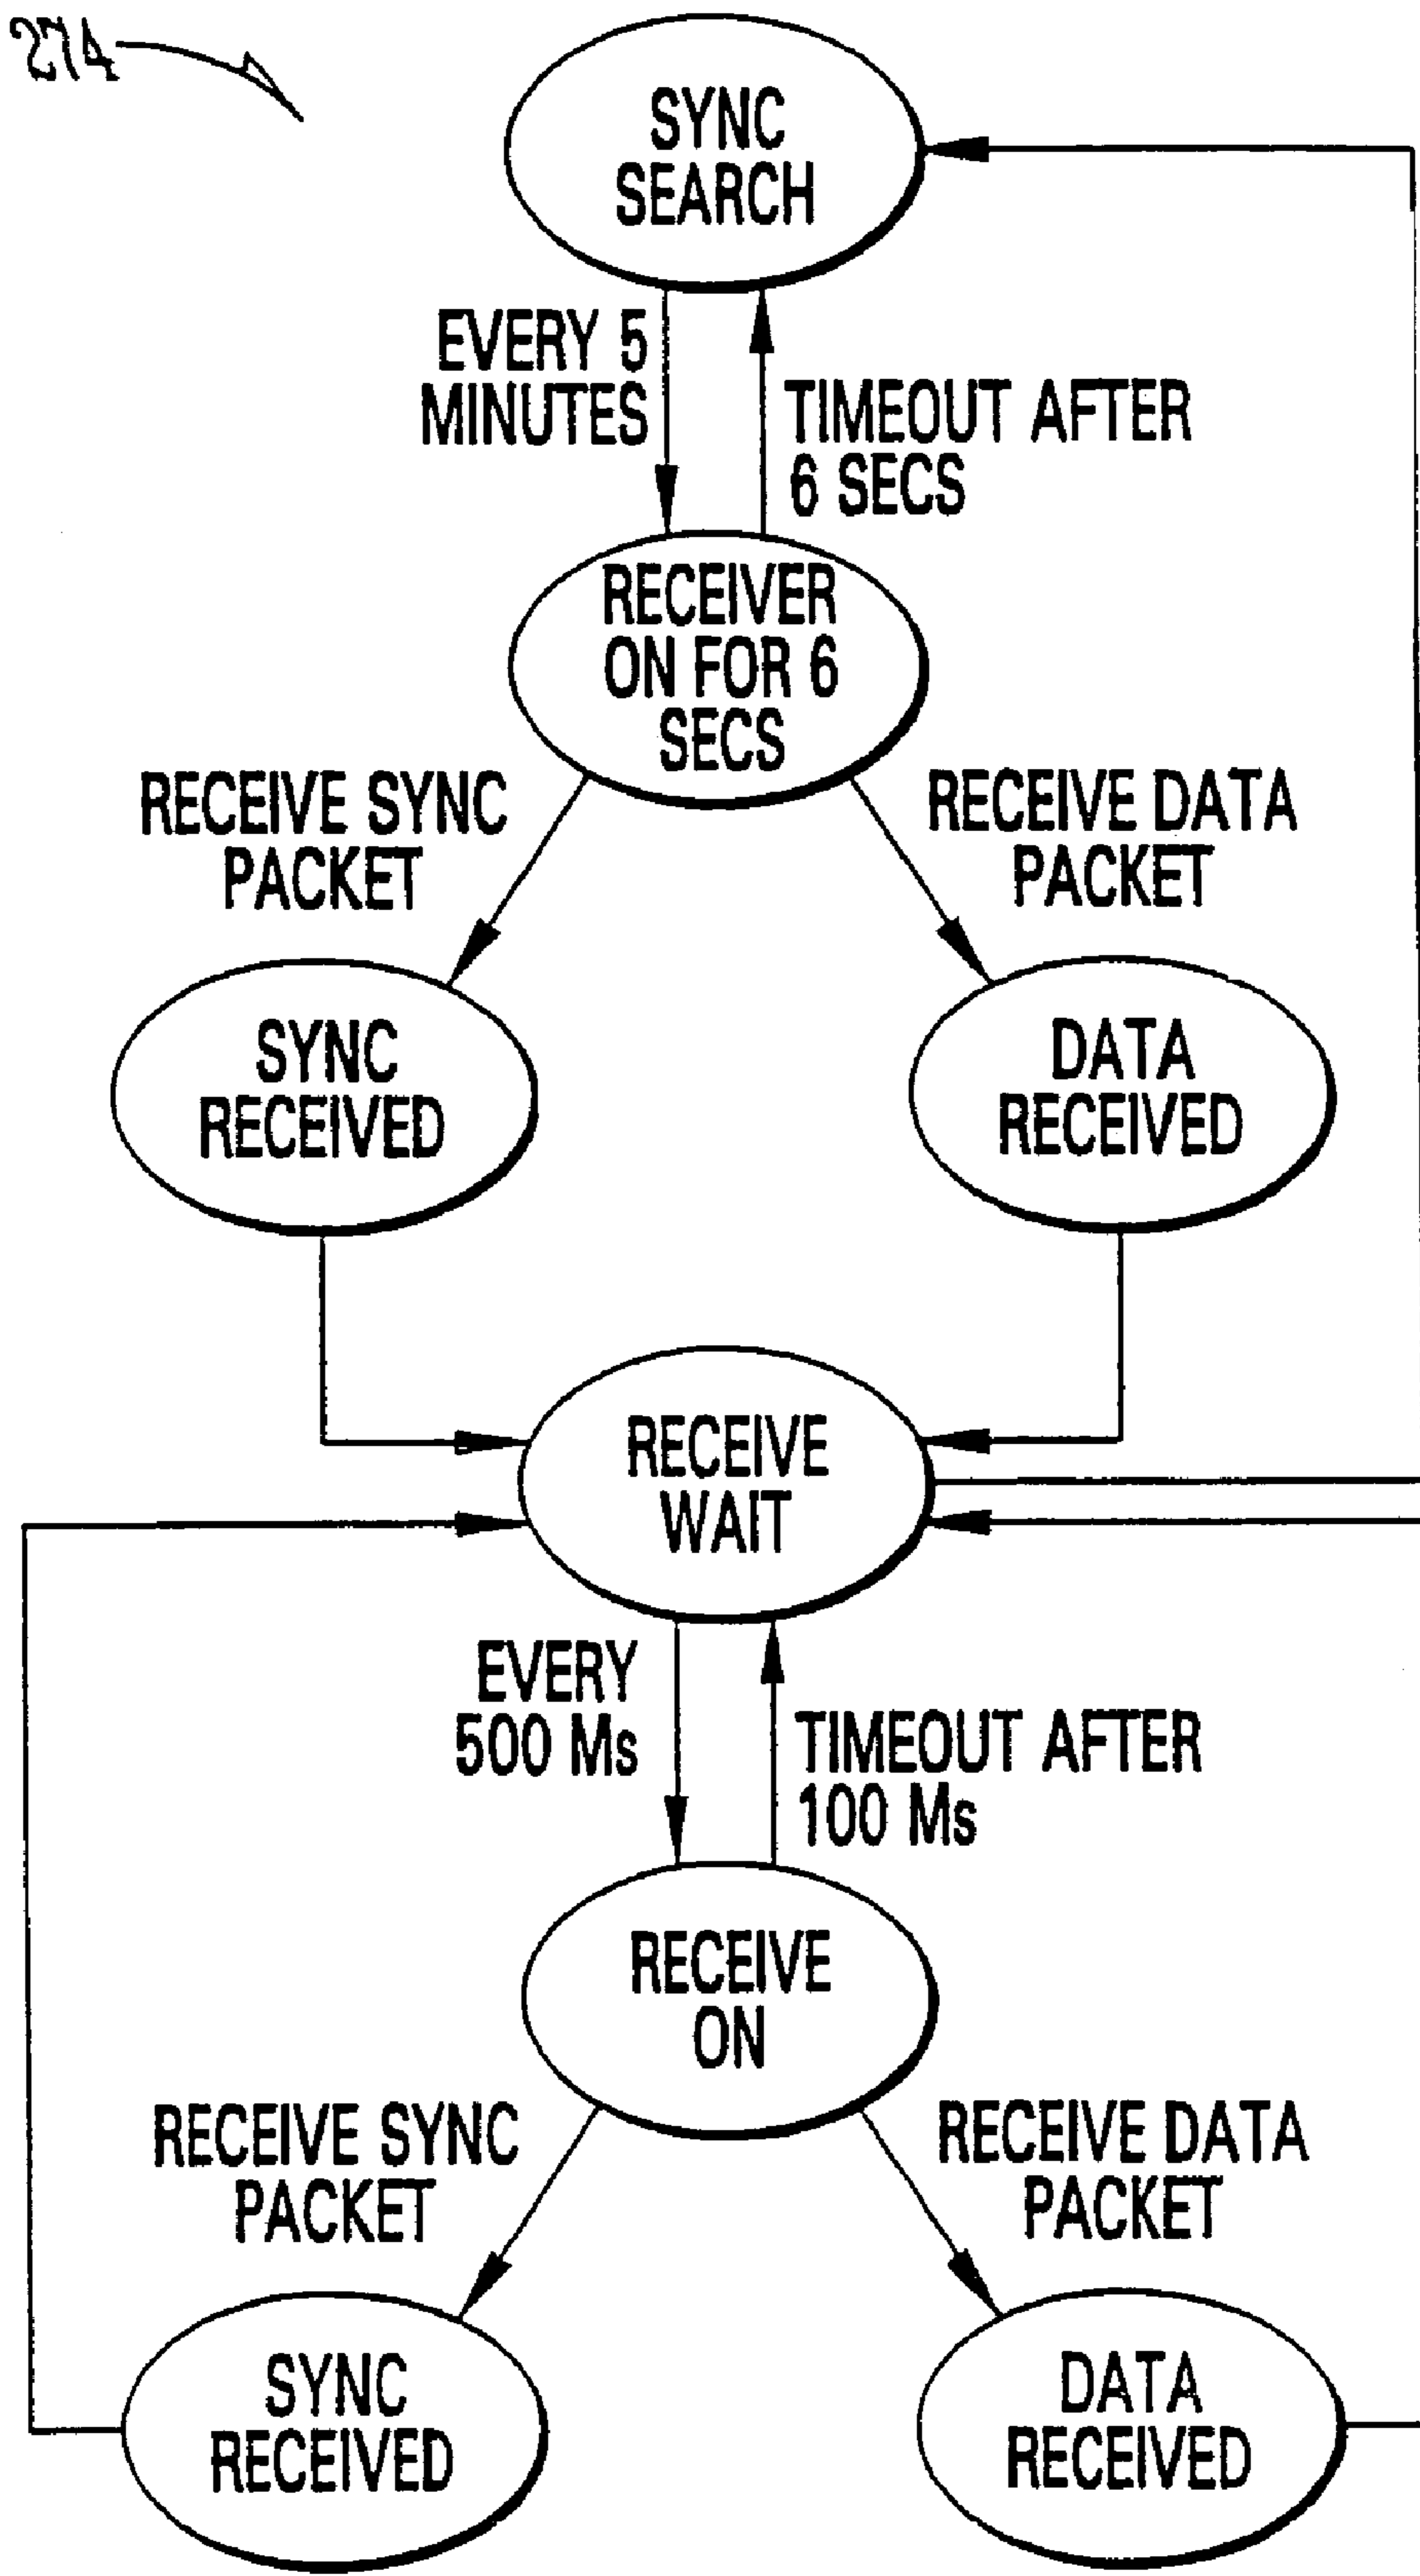 274
SYNC
SEARCH
EVERY 5
MINUTES
TIMEOUT AFTER
6 SECS
RECEIVER
ON FOR 6
SECS
RECEIVE SYNC
PACKET
RECEIVE DATA
PACKET
SYNC
RECEIVED
DATA
RECEIVED
RECEIVE
WAIT
EVERY
500 Ms
TIMEOUT AFTER
100 Ms
RECEIVE
ON
RECEIVE SYNC
PACKET
RECEIVE DATA
PACKET
SYNC
RECEIVED
DATA
RECEIVED